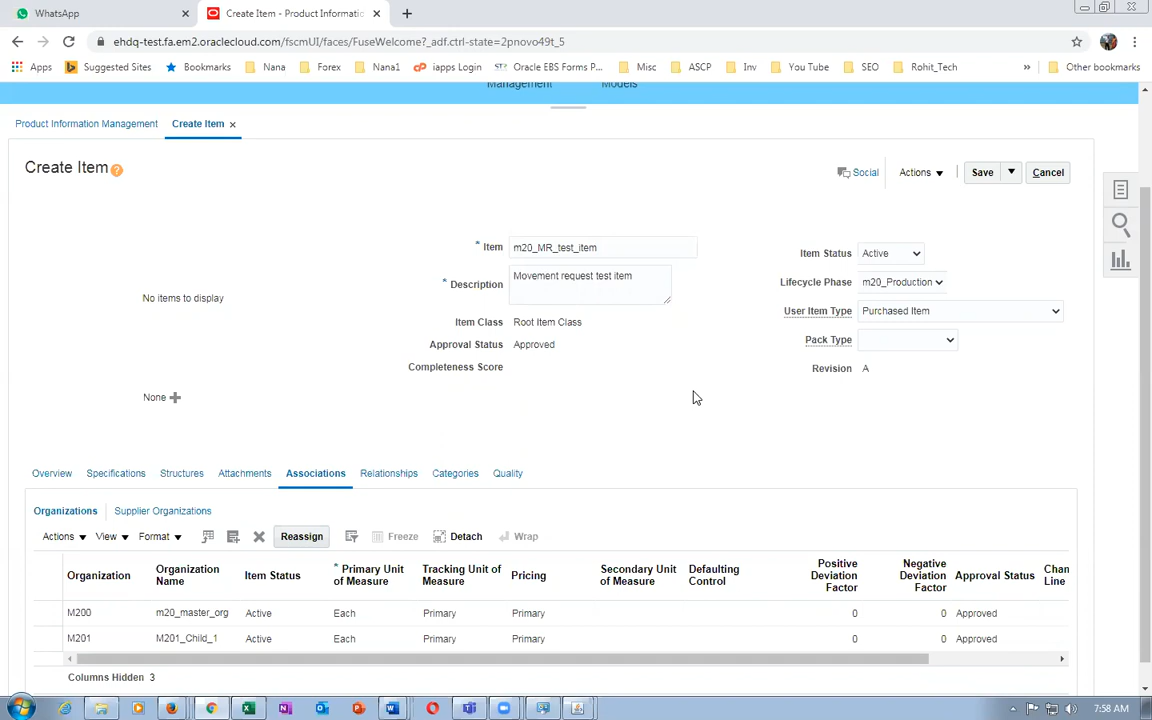 WhatsApp
Create Item - Product Informatio
ehdq-test.fa.em2.oraclecloud.com/fscmUI/faces/FuseWelcome?_adf.ctrl-state=2pnovo49t_5
Apps Suggested Sites Bookmarks Nana Forex Nana1 iapps Login EBS Forms P... Misc ASCP Inv You Tube SEO Rohit_Tech » Other bookmarks
Management Models
Product Information Management Create Item
Create Item
Social Actions Save Cancel
* Item m20_MR_test_item
* Description Movement request test item
Item Class Root Item Class
Approval Status Approved
Completeness Score
No items to display
None
Item Status Active
Lifecycle Phase m20_Production
User Item Type Purchased Item
Pack Type
Revision A
Overview Specifications Structures Attachments Associations Relationships Categories Quality
Organizations Supplier Organizations
Actions View Format Reassign Freeze Detach Wrap
Organization Organization Name Item Status * Primary Unit of Measure Tracking Unit of Measure Pricing Secondary Unit of Measure Defaulting Control Positive Deviation Factor Negative Deviation Factor Approval Status Chan Line
M200 m20_master_org Active Each Primary Primary 0 0 Approved
M201 M201_Child_1 Active Each Primary Primary 0 0 Approved
Columns Hidden 3
7:58 AM